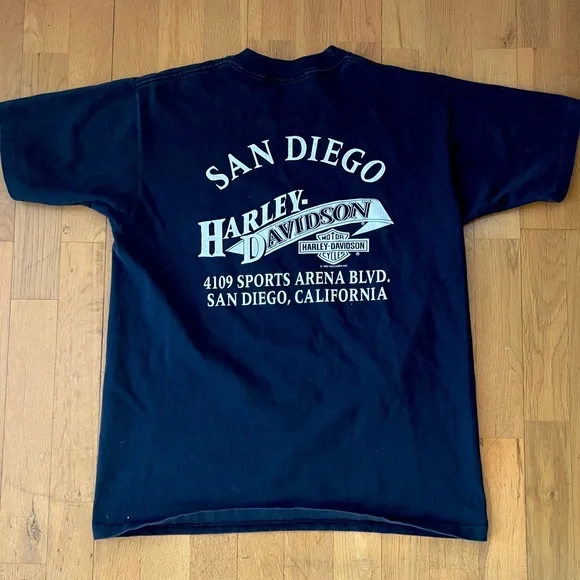 SAN DIEGO
HARLEY-
DAVIDSON
MOTOR
HARLEY-DAVIDSON
CYCLES
®
4109 SPORTS ARENA BLVD.
SAN DIEGO, CALIFORNIA